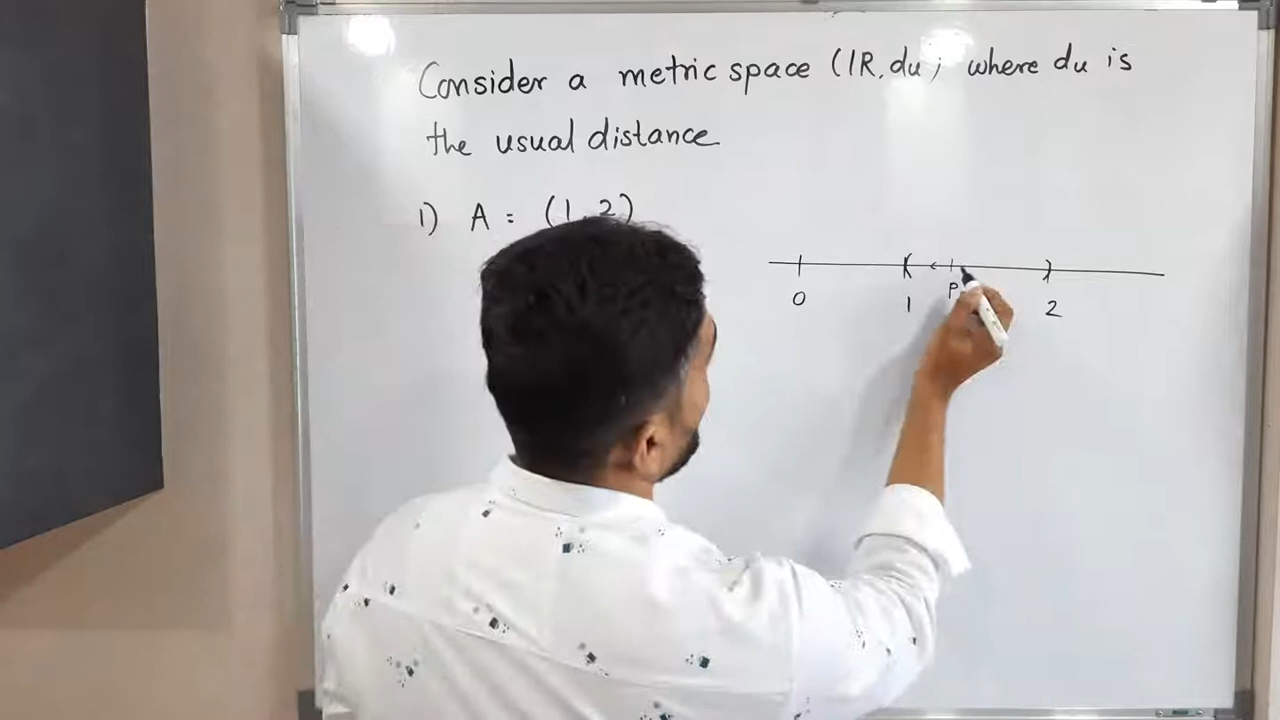 Consider a metric space (IR, du) where du is
the usual distance
1) A = (1, 2)
0 1 P 2